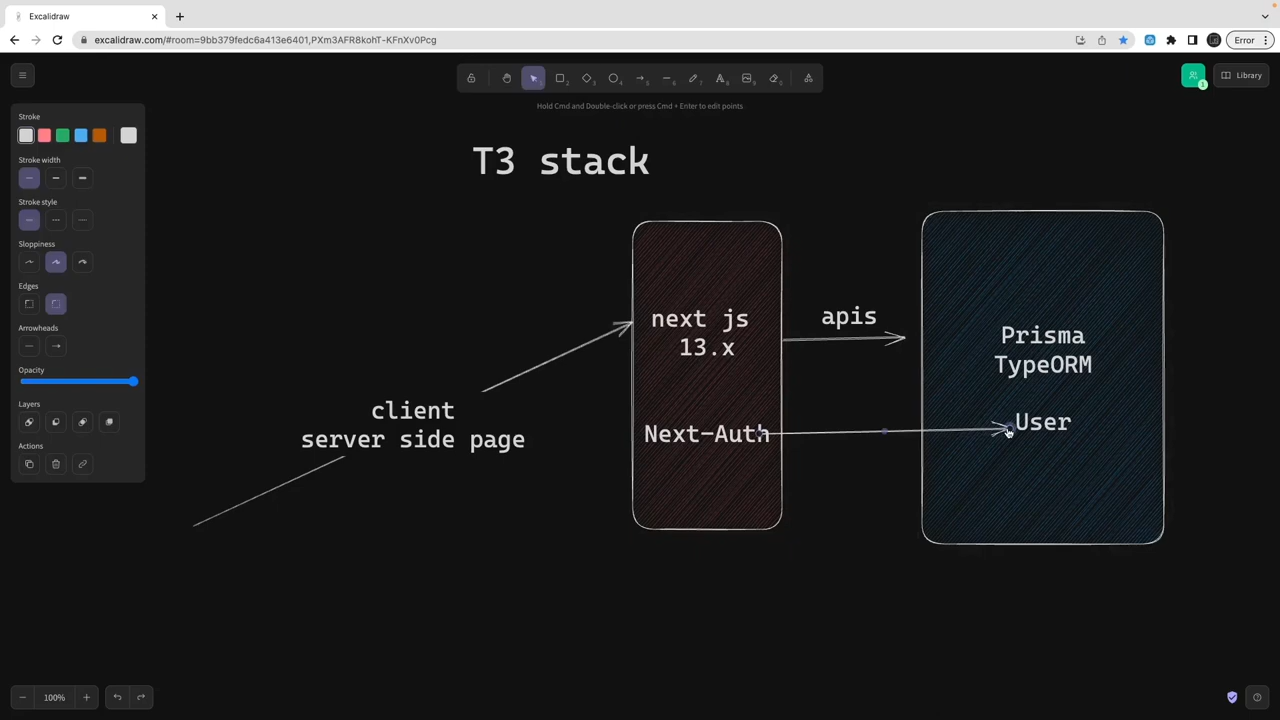 Excalidraw
excalidraw.com/#room=9bb379fedc6a413e6401,PXm3AFR8kohT-KFnXv0Pcg
Error
Library
Hold Cmd and Double-click or press Cmd + Enter to edit points
Stroke
Stroke width
Stroke style
Sloppiness
Edges
Arrowheads
Opacity
Layers
Actions
T3 stack
next js
13.x
Next-Auth
apis
Prisma
TypeORM
User
client
server side page
100%